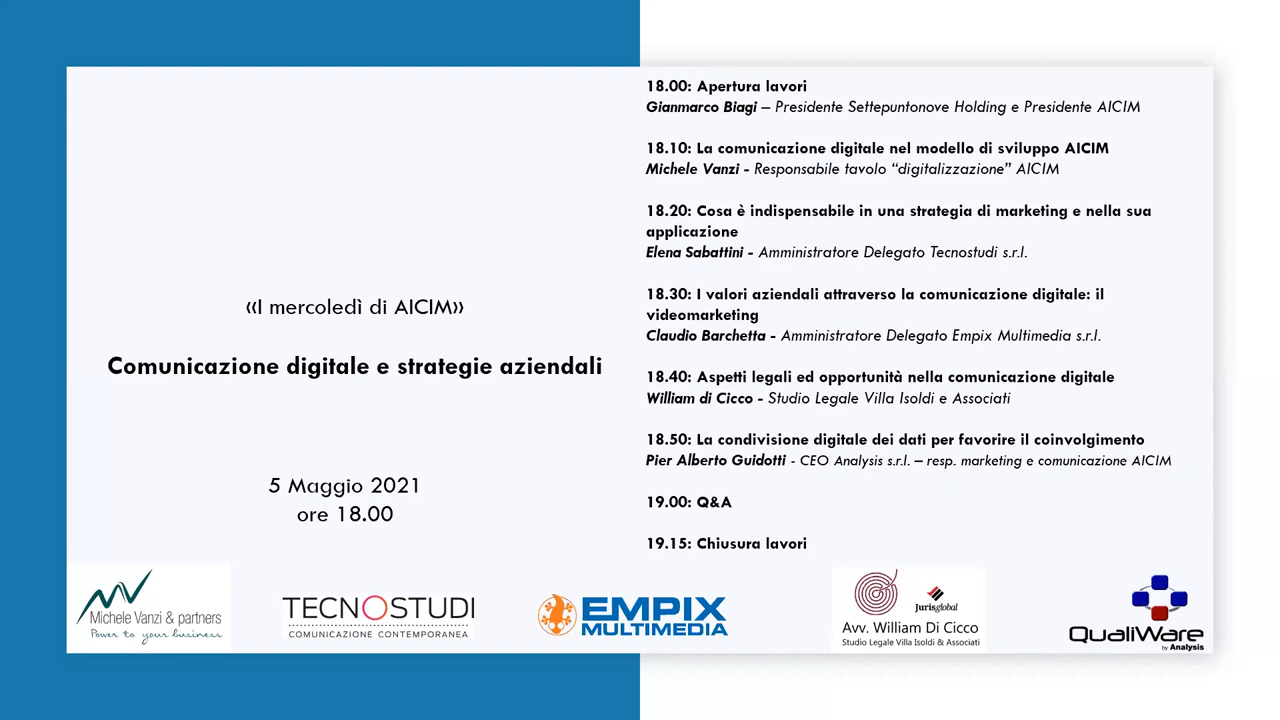 «I mercoledì di AICIM»
Comunicazione digitale e strategie aziendali
5 Maggio 2021
ore 18.00
18.00: Apertura lavori
Gianmarco Biagi – Presidente Settepuntonove Holding e Presidente AICIM
18.10: La comunicazione digitale nel modello di sviluppo AICIM
Michele Vanzi - Responsabile tavolo “digitalizzazione” AICIM
18.20: Cosa è indispensabile in una strategia di marketing e nella sua
applicazione
Elena Sabattini - Amministratore Delegato Tecnostudi s.r.l.
18.30: I valori aziendali attraverso la comunicazione digitale: il
videomarketing
Claudio Barchetta - Amministratore Delegato Empix Multimedia s.r.l.
18.40: Aspetti legali ed opportunità nella comunicazione digitale
William di Cicco - Studio Legale Villa Isoldi e Associati
18.50: La condivisione digitale dei dati per favorire il coinvolgimento
Pier Alberto Guidotti - CEO Analysis s.r.l. – resp. marketing e comunicazione AICIM
19.00: Q&A
19.15: Chiusura lavori
Michele Vanzi & partners
Power to your business
TECNOSTUDI
COMUNICAZIONE CONTEMPORANEA
EMPIX
MULTIMEDIA
Jurisglobal
Avv. William Di Cicco
Studio Legale Villa Isoldi & Associati
QualiWare
by Analysis